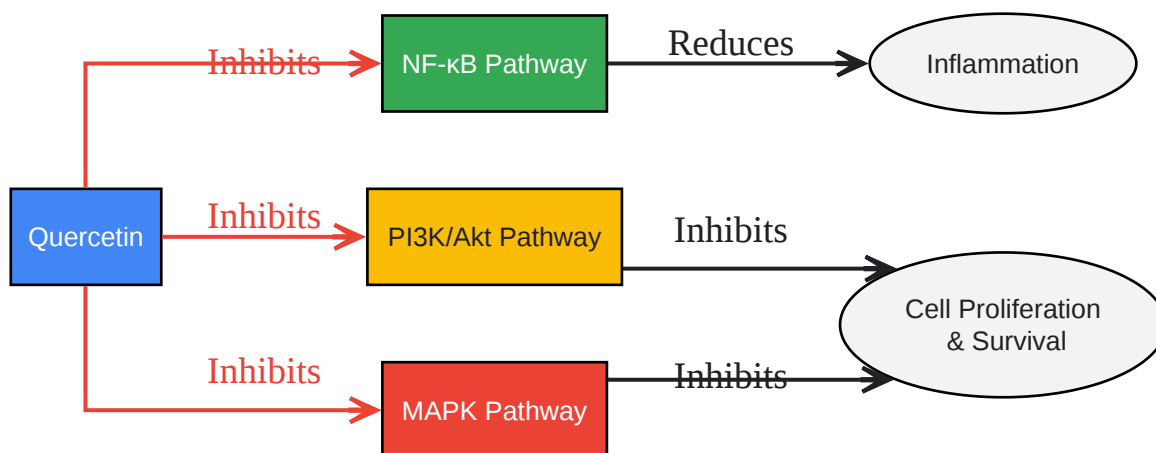 Inhibits
NF-κB Pathway
Reduces
Inflammation
Quercetin
Inhibits
PI3K/Akt Pathway
Inhibits
Cell Proliferation
& Survival
Inhibits
MAPK Pathway
Inhibits